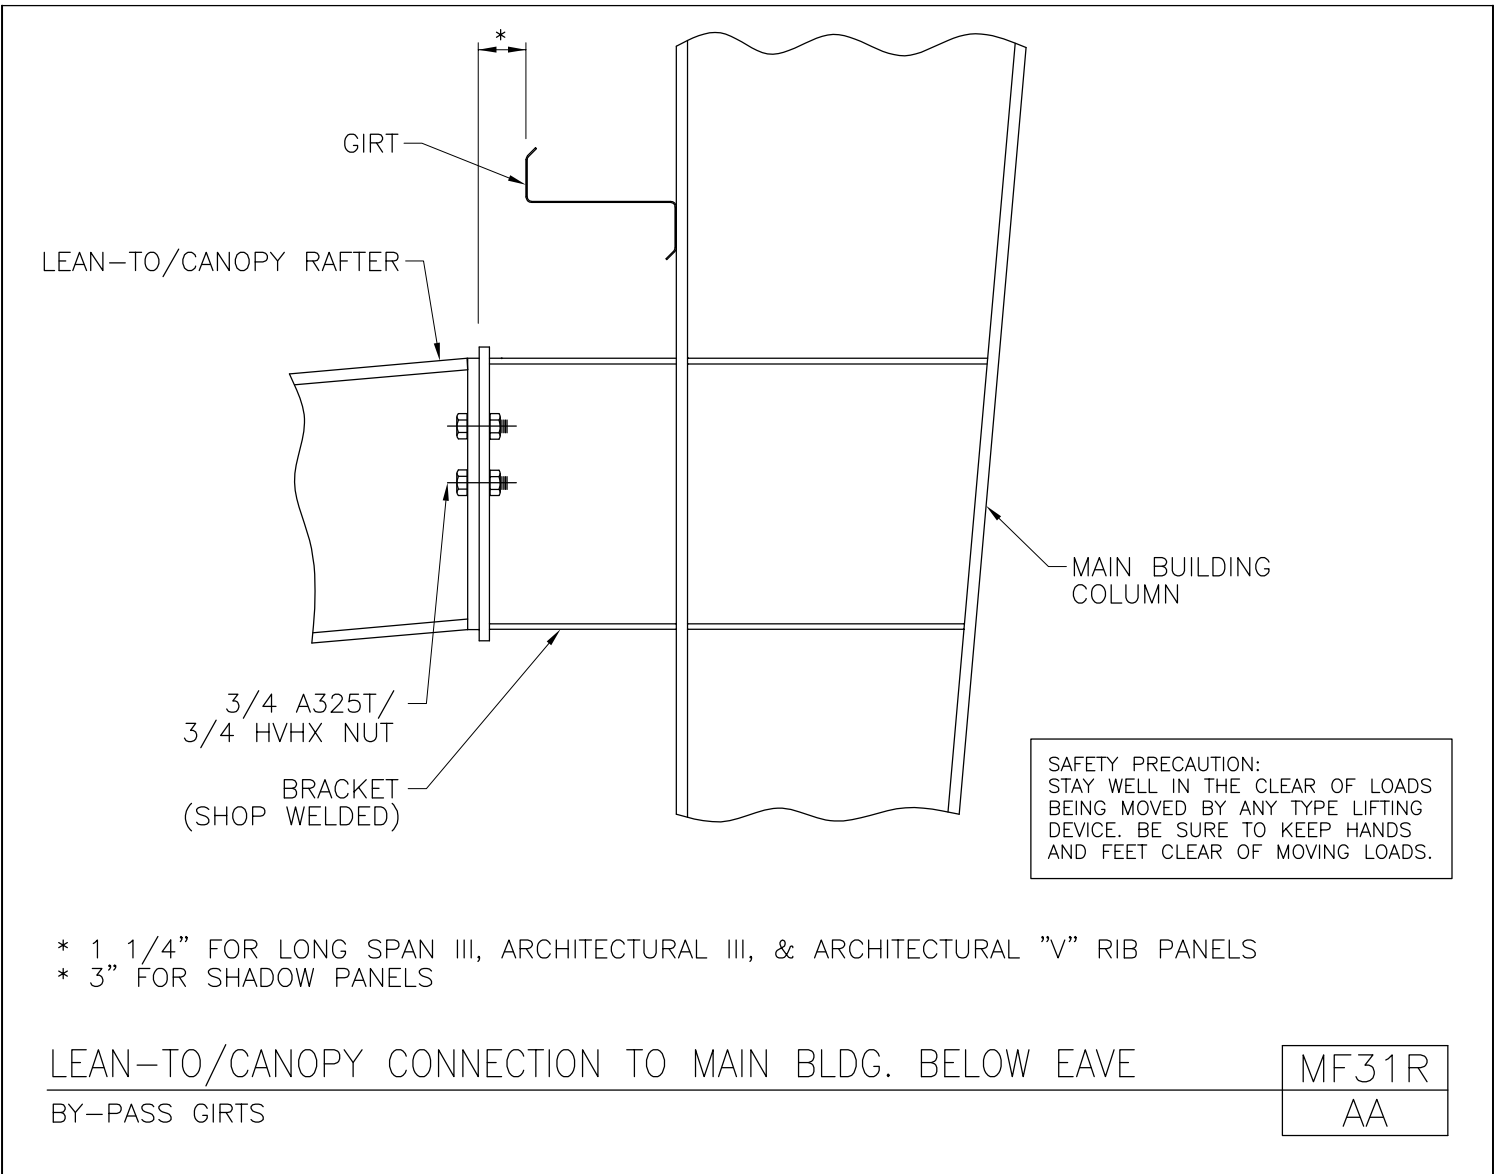 *
GIRT
LEAN-TO/CANOPY RAFTER
MAIN BUILDING
COLUMN
3/4 A325T/
3/4 HVHX NUT
BRACKET
(SHOP WELDED)
SAFETY PRECAUTION:
STAY WELL IN THE CLEAR OF LOADS
BEING MOVED BY ANY TYPE LIFTING
DEVICE. BE SURE TO KEEP HANDS
AND FEET CLEAR OF MOVING LOADS.
* 1 1/4" FOR LONG SPAN III, ARCHITECTURAL III, & ARCHITECTURAL "V" RIB PANELS
* 3" FOR SHADOW PANELS
LEAN-TO/CANOPY CONNECTION TO MAIN BLDG. BELOW EAVE
BY-PASS GIRTS
MF31R
AA